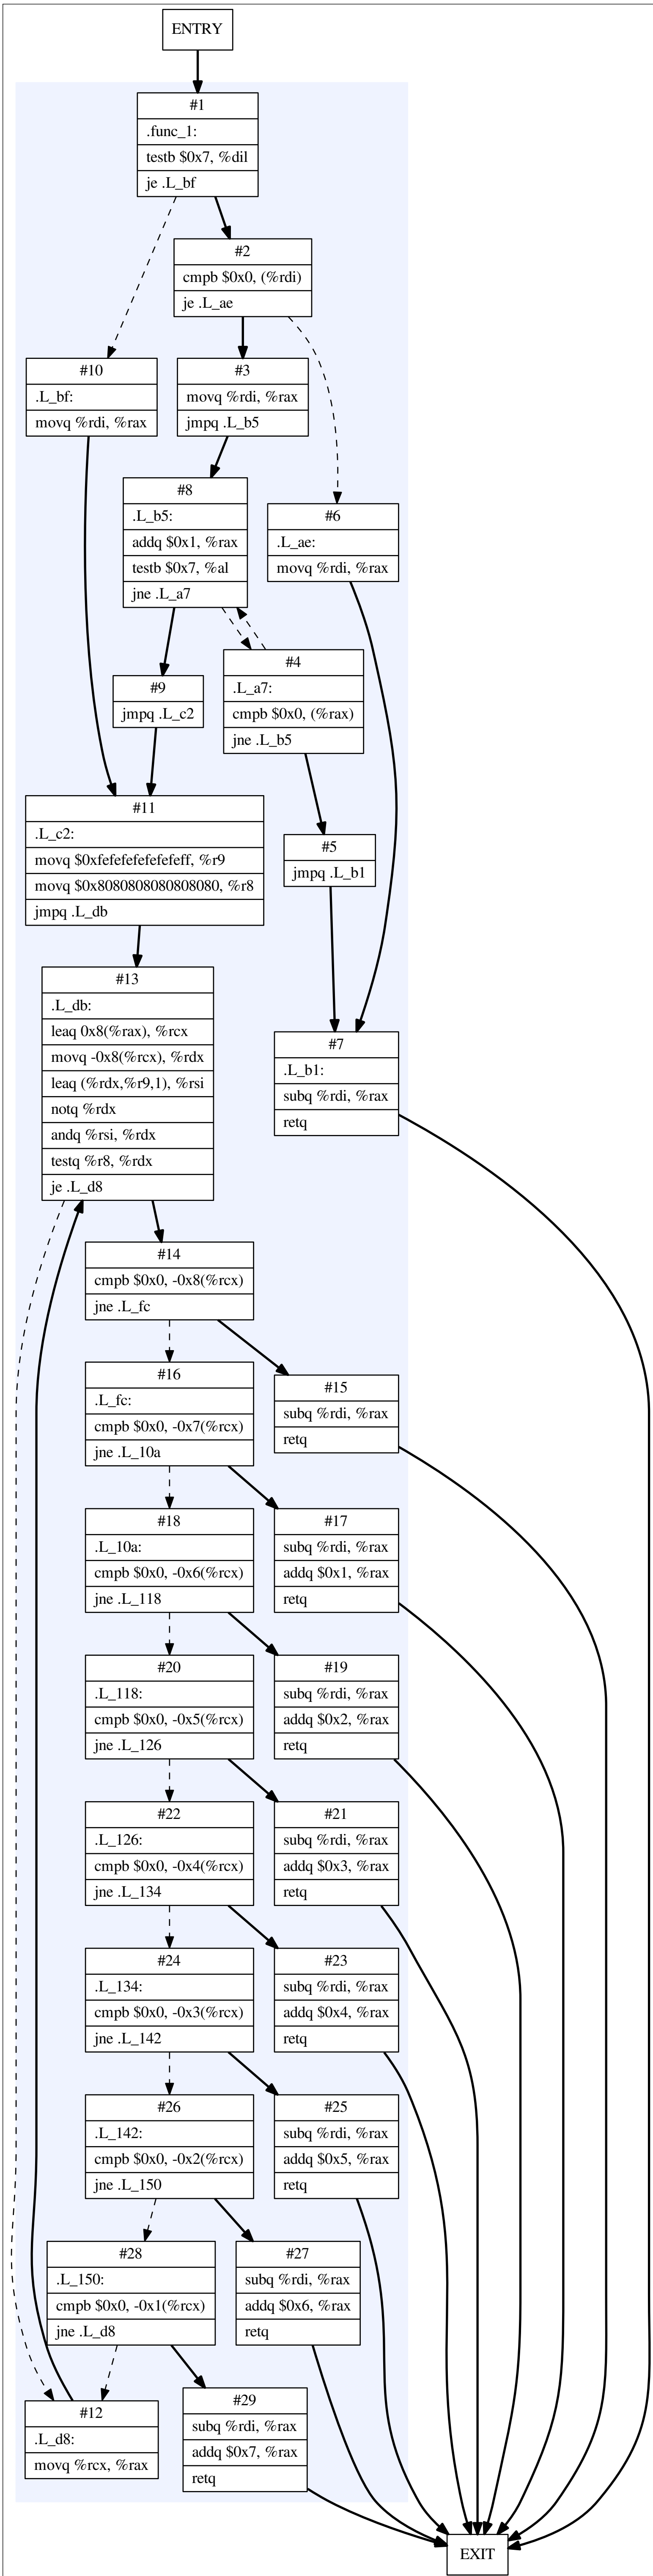 ENTRY
#1
.func_1:
testb $0x7, %dil
je .L_bf
#2
cmpb $0x0, (%rdi)
je .L_ae
#10
.L_bf:
movq %rdi, %rax
#3
movq %rdi, %rax
jmpq .L_b5
#8
.L_b5:
addq $0x1, %rax
testb $0x7, %al
jne .L_a7
#6
.L_ae:
movq %rdi, %rax
#4
.L_a7:
cmpb $0x0, (%rax)
jne .L_b5
#9
jmpq .L_c2
#11
.L_c2:
movq $0xfefefefefefefeff, %r9
movq $0x8080808080808080, %r8
jmpq .L_db
#5
jmpq .L_b1
#13
.L_db:
leaq 0x8(%rax), %rcx
movq -0x8(%rcx), %rdx
leaq (%rdx,%r9,1), %rsi
notq %rdx
andq %rsi, %rdx
testq %r8, %rdx
je .L_d8
#7
.L_b1:
subq %rdi, %rax
retq
#14
cmpb $0x0, -0x8(%rcx)
jne .L_fc
#16
.L_fc:
cmpb $0x0, -0x7(%rcx)
jne .L_10a
#15
subq %rdi, %rax
retq
#18
.L_10a:
cmpb $0x0, -0x6(%rcx)
jne .L_118
#17
subq %rdi, %rax
addq $0x1, %rax
retq
#20
.L_118:
cmpb $0x0, -0x5(%rcx)
jne .L_126
#19
subq %rdi, %rax
addq $0x2, %rax
retq
#22
.L_126:
cmpb $0x0, -0x4(%rcx)
jne .L_134
#21
subq %rdi, %rax
addq $0x3, %rax
retq
#24
.L_134:
cmpb $0x0, -0x3(%rcx)
jne .L_142
#23
subq %rdi, %rax
addq $0x4, %rax
retq
#26
.L_142:
cmpb $0x0, -0x2(%rcx)
jne .L_150
#25
subq %rdi, %rax
addq $0x5, %rax
retq
#28
.L_150:
cmpb $0x0, -0x1(%rcx)
jne .L_d8
#27
subq %rdi, %rax
addq $0x6, %rax
retq
#12
.L_d8:
movq %rcx, %rax
#29
subq %rdi, %rax
addq $0x7, %rax
retq
EXIT